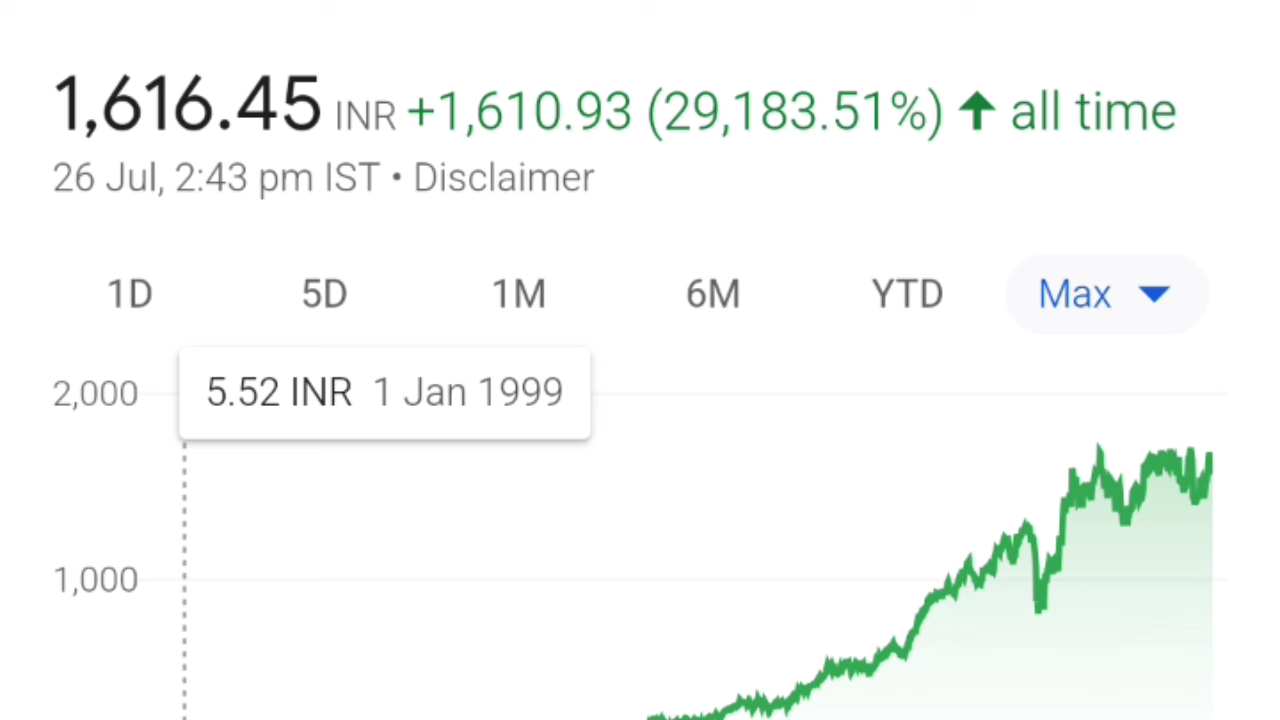 1,616.45 INR +1,610.93 (29,183.51%) ↑ all time
26 Jul, 2:43 pm IST • Disclaimer
1D 5D 1M 6M YTD Max
2,000
5.52 INR 1 Jan 1999
1,000